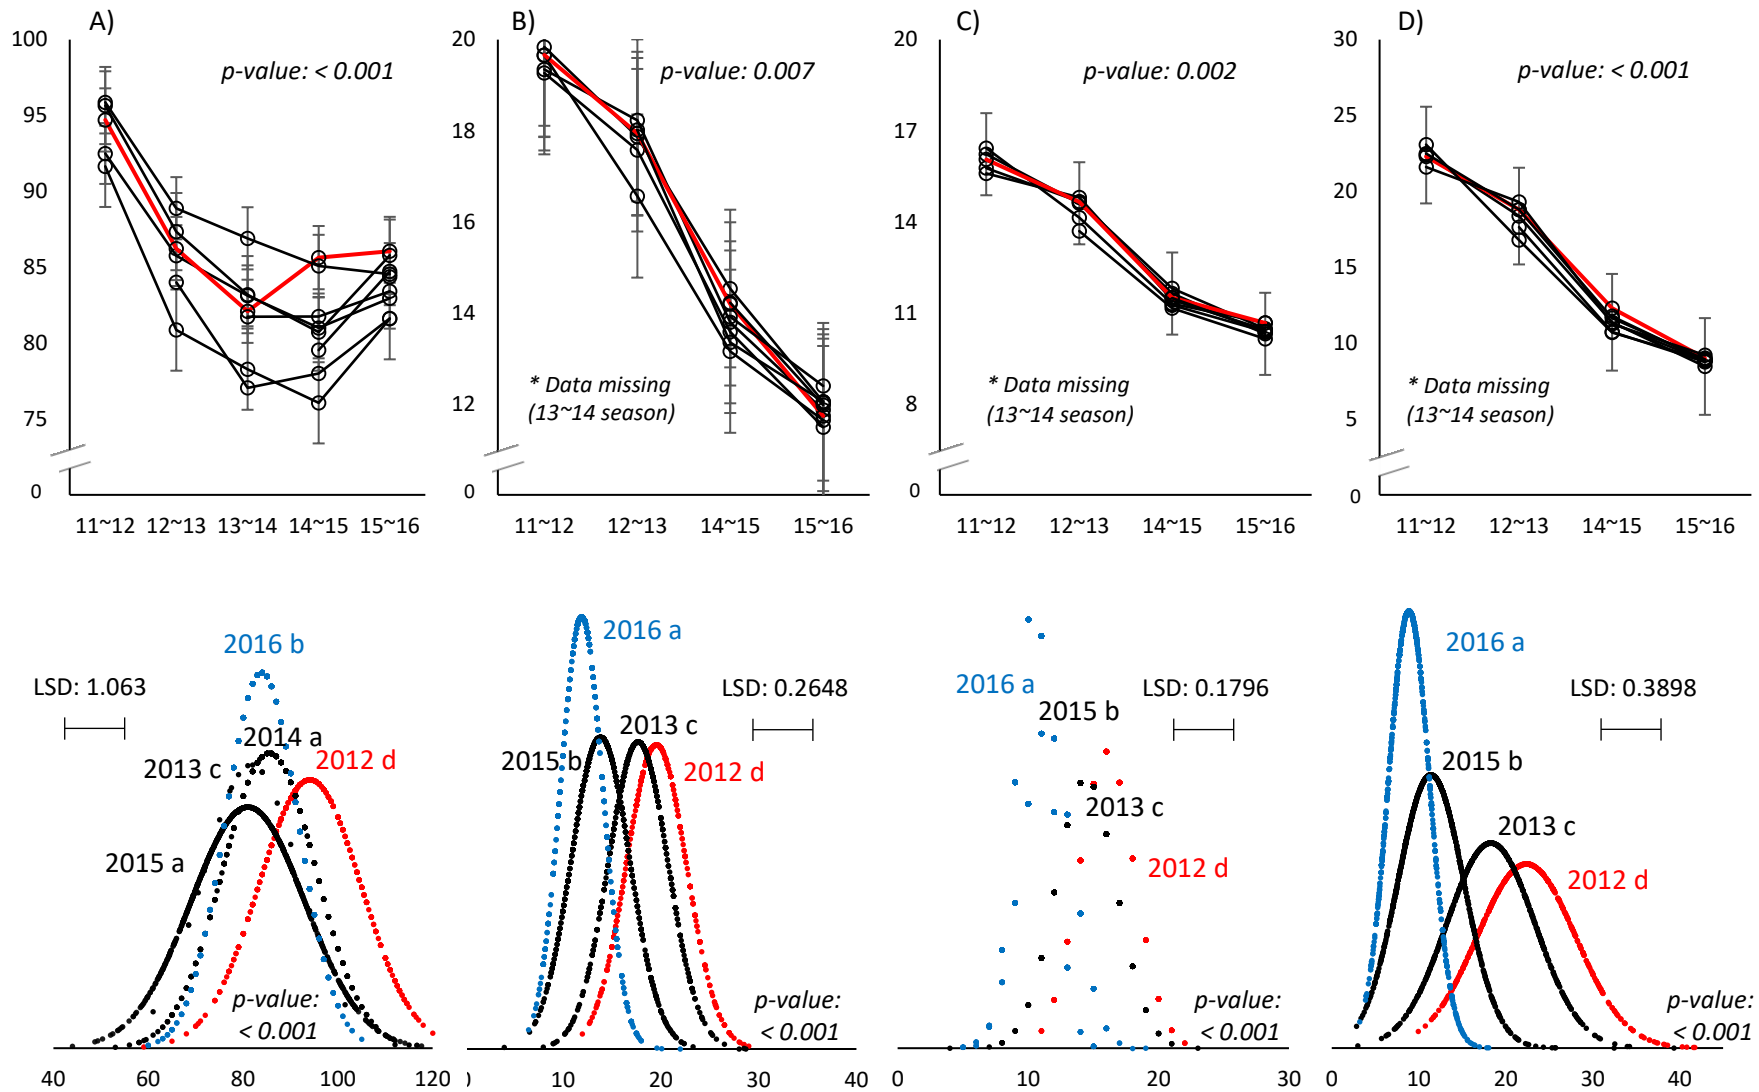 A)
B)
C)
D)
100
95
90
85
80
75
0
p-value: < 0.001
11~12 12~13 13~14 14~15 15~16
20
18
16
14
12
0
p-value: 0.007
* Data missing
(13~14 season)
11~12 12~13 14~15 15~16
20
17
14
11
8
0
p-value: 0.002
* Data missing
(13~14 season)
11~12 12~13 14~15 15~16
30
25
20
15
10
5
0
p-value: < 0.001
* Data missing
(13~14 season)
11~12 12~13 14~15 15~16
2016 b
LSD: 1.063
2014 a
2013 c
2012 d
2015 a
p-value:
< 0.001
40 60 80 100 120
2016 a
LSD: 0.2648
2013 c
2015 b
2012 d
p-value:
< 0.001
10 20 30 40
2016 a
LSD: 0.1796
2015 b
2013 c
2012 d
p-value:
< 0.001
0 10 20 30
2016 a
LSD: 0.3898
2015 b
2013 c
2012 d
p-value:
< 0.001
0 10 20 30 40